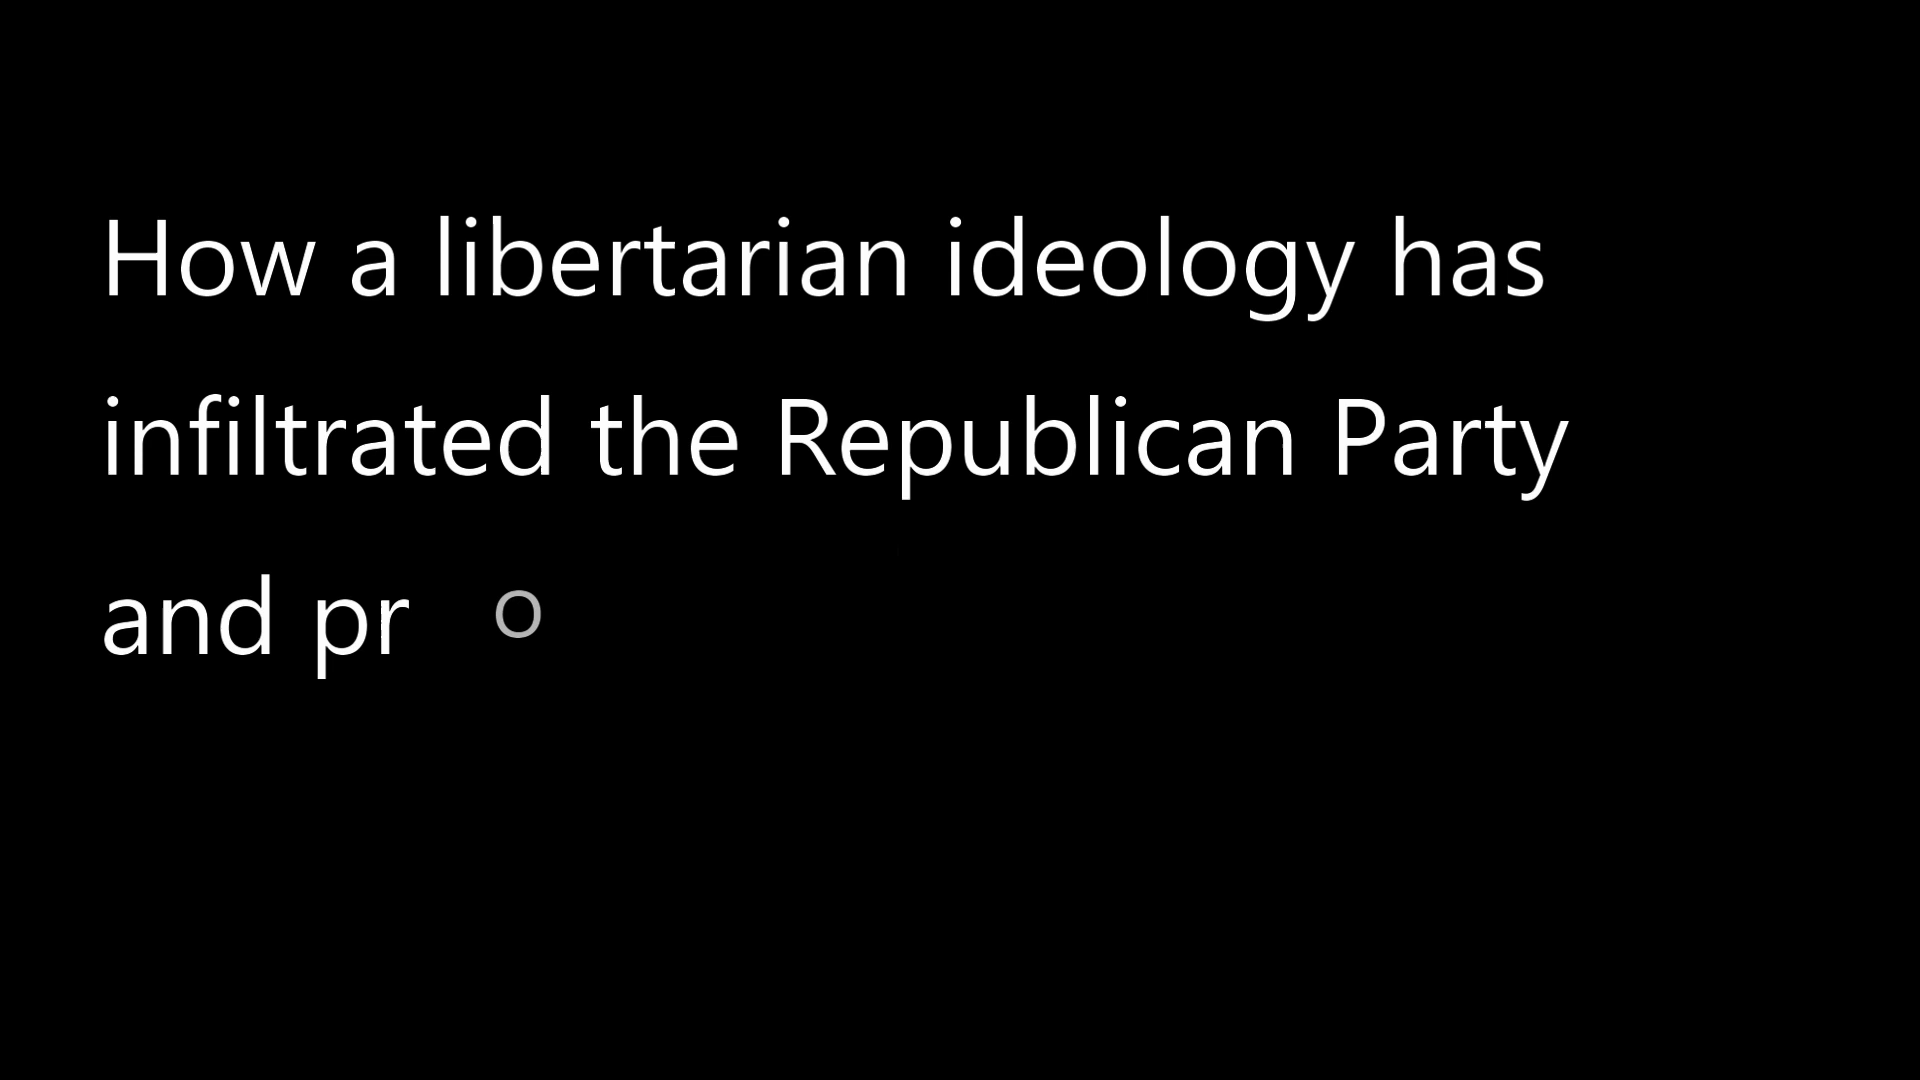 How a libertarian ideology has
infiltrated the Republican Party
and pr o